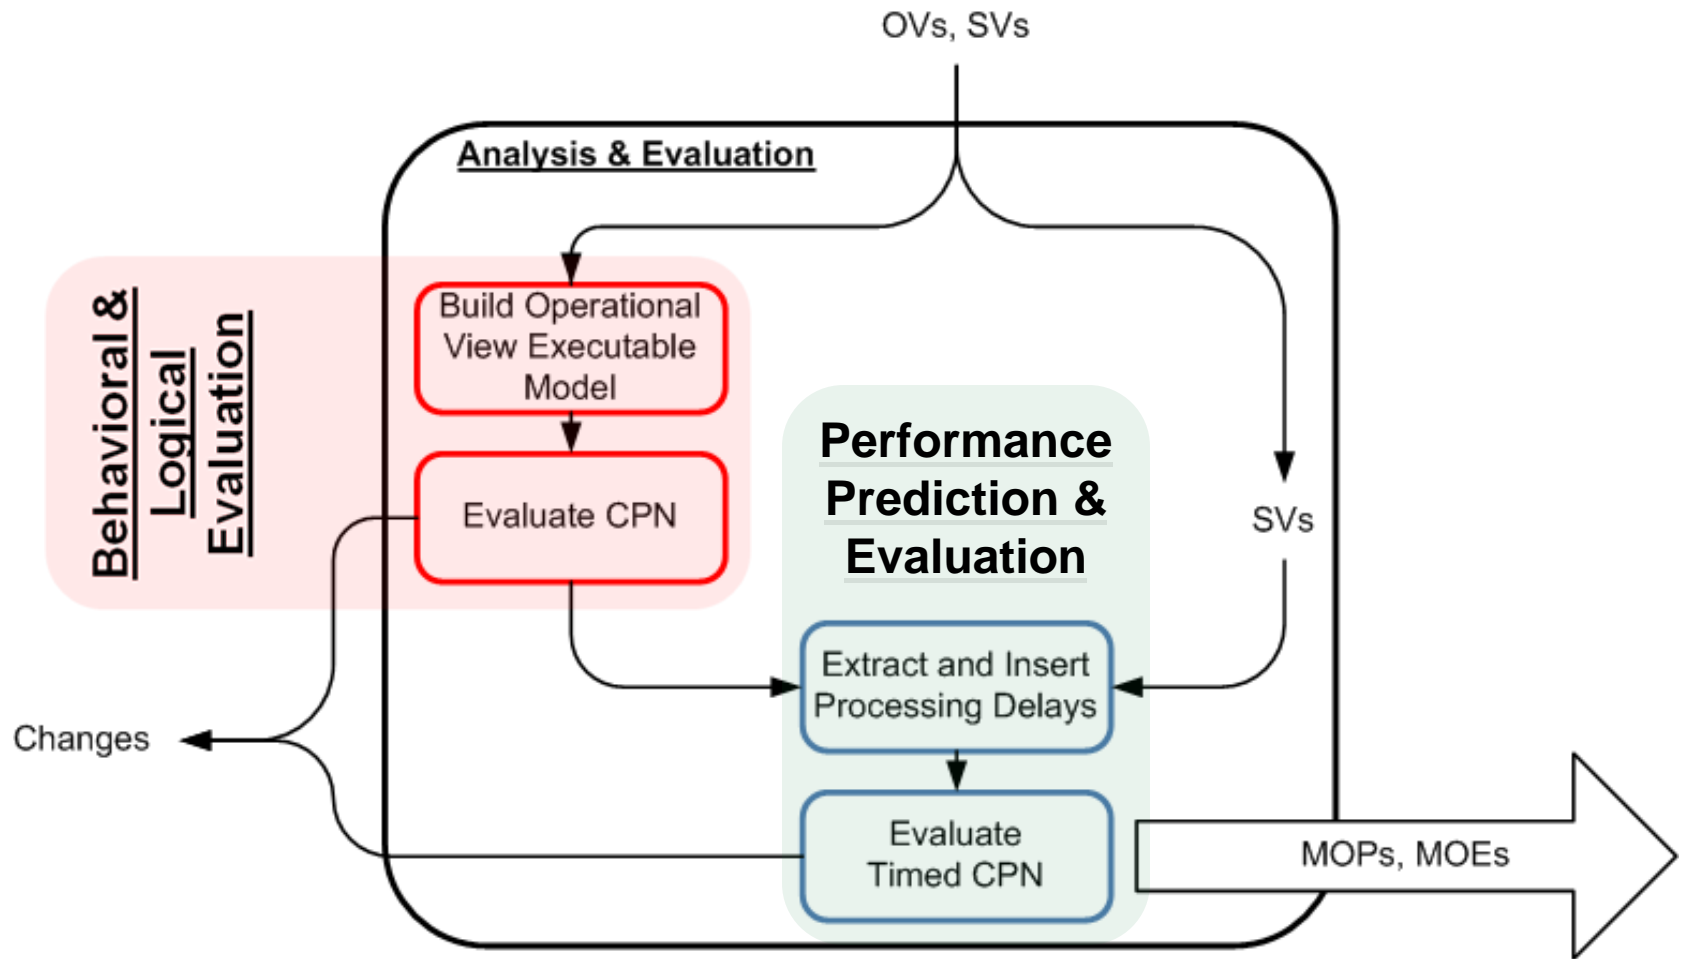 OVs, SVs
Analysis & Evaluation
Behavioral &
Logical
Evaluation
Build Operational
View Executable
Model
Evaluate CPN
Performance
Prediction &
Evaluation
SVs
Extract and Insert
Processing Delays
Changes
Evaluate
Timed CPN
MOPs, MOEs